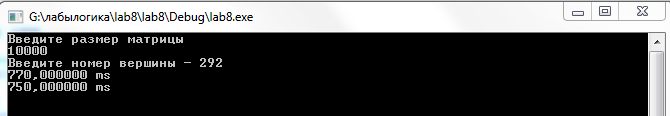 G:\лабылогика\lab8\lab8\Debug\lab8.exe
Введите размер матрицы
10000
Введите номер вершины - 292
770,000000 ms
750,000000 ms